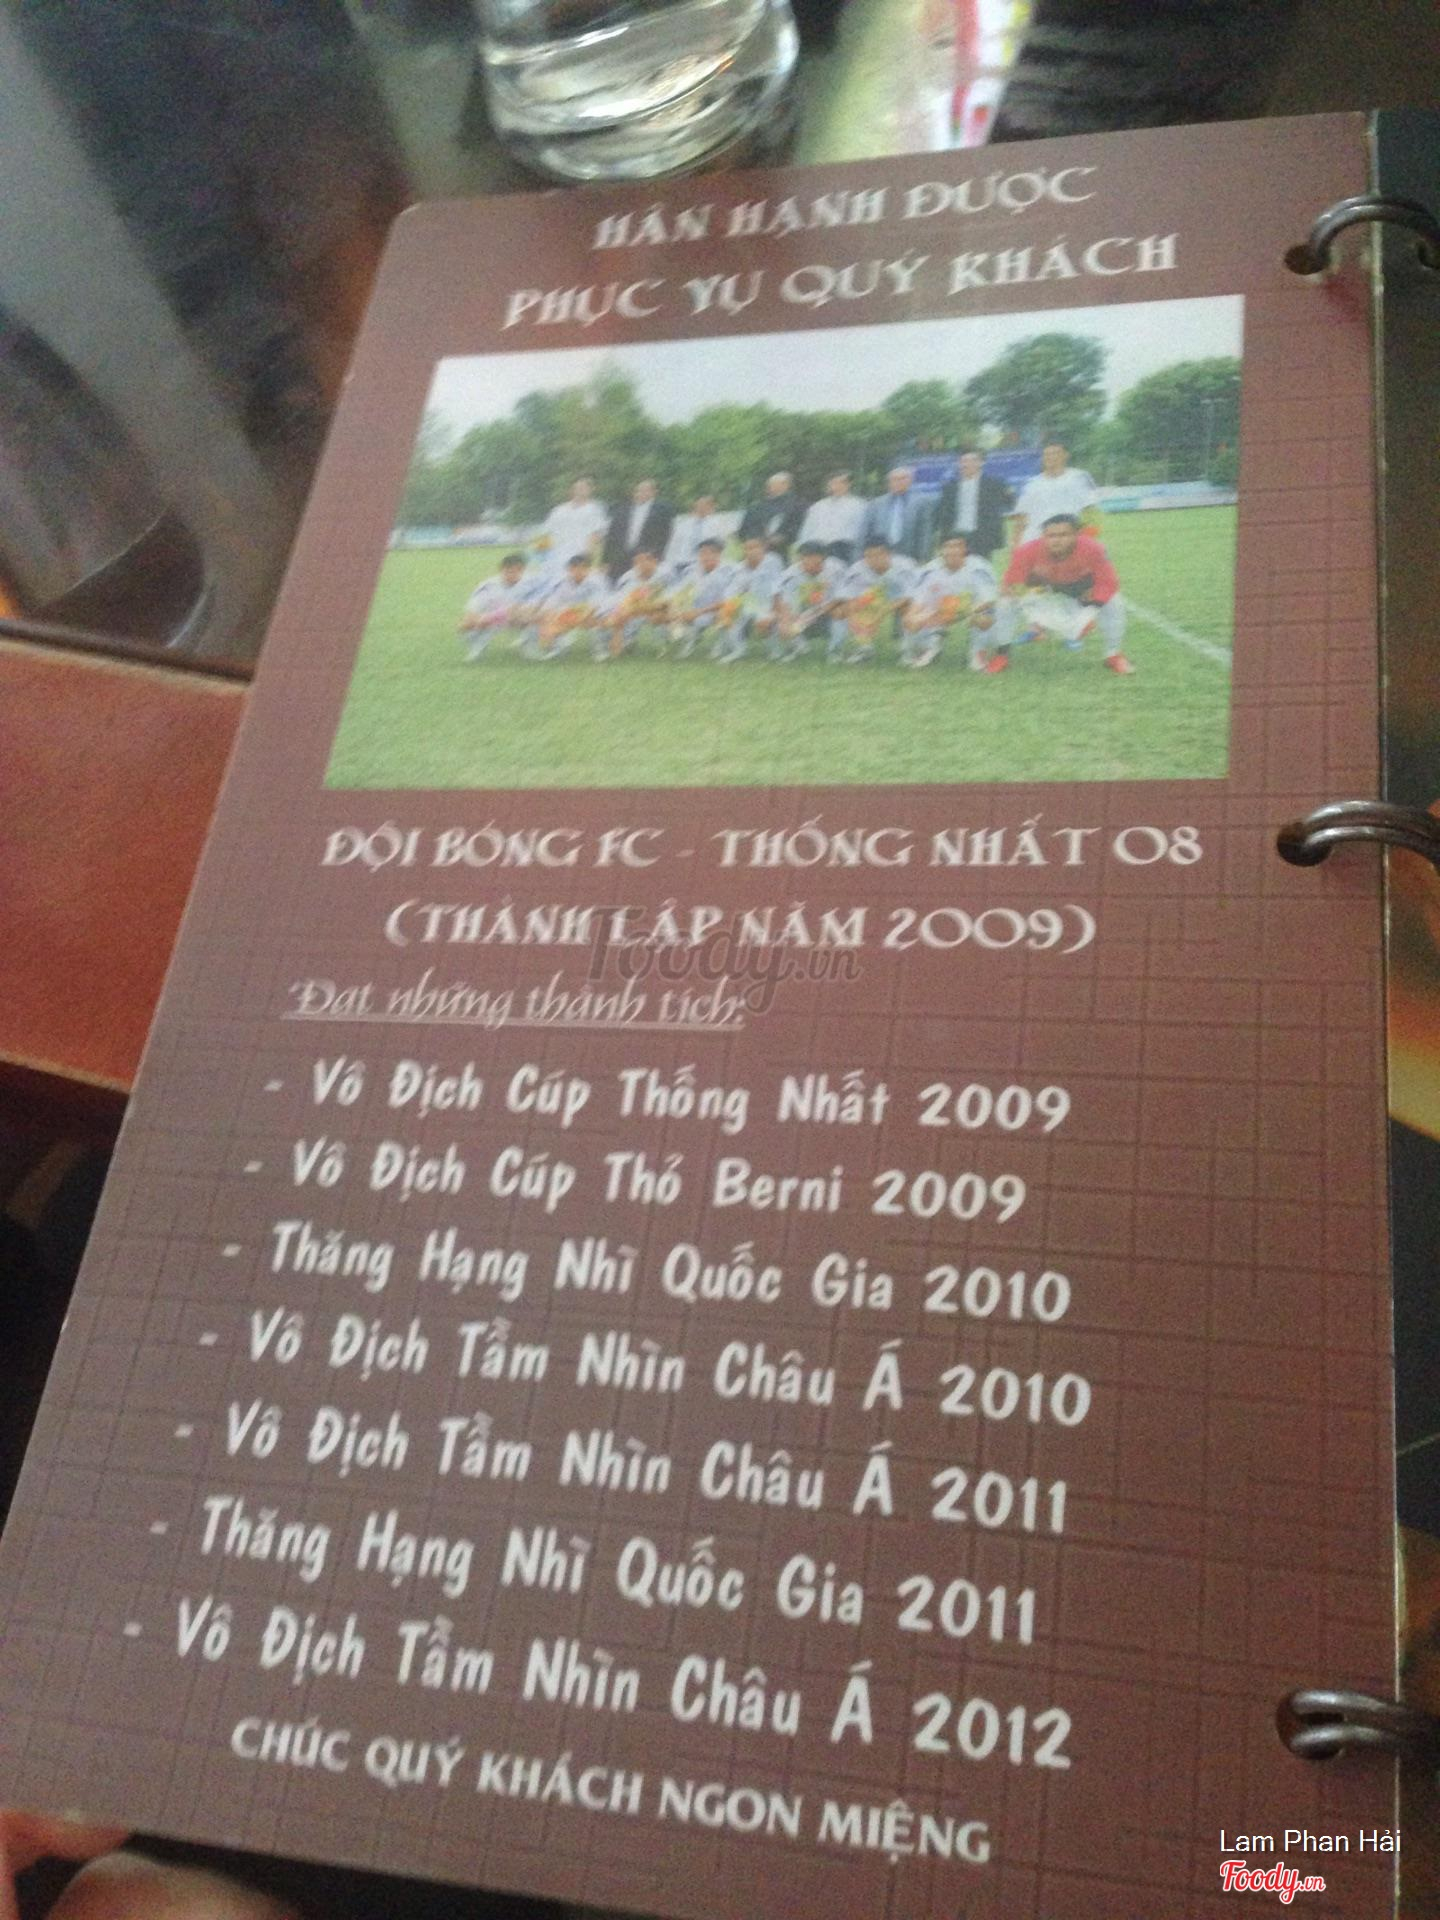 HÂN HẠNH ĐƯỢC
PHỤC VỤ QUÝ KHÁCH
ĐỘI BÓNG FC - THỐNG NHẤT 08
(THÀNH LẬP NĂM 2009)
Foody.vn
Đạt những thành tích:
- Vô Địch Cúp Thống Nhất 2009
- Vô Địch Cúp Thỏ Berni 2009
- Thăng Hạng Nhì Quốc Gia 2010
- Vô Địch Tầm Nhìn Châu Á 2010
- Vô Địch Tầm Nhìn Châu Á 2011
- Thăng Hạng Nhì Quốc Gia 2011
- Vô Địch Tầm Nhìn Châu Á 2012
CHÚC QUÝ KHÁCH NGON MIỆNG
Lam Phan Hải
Foody.vn